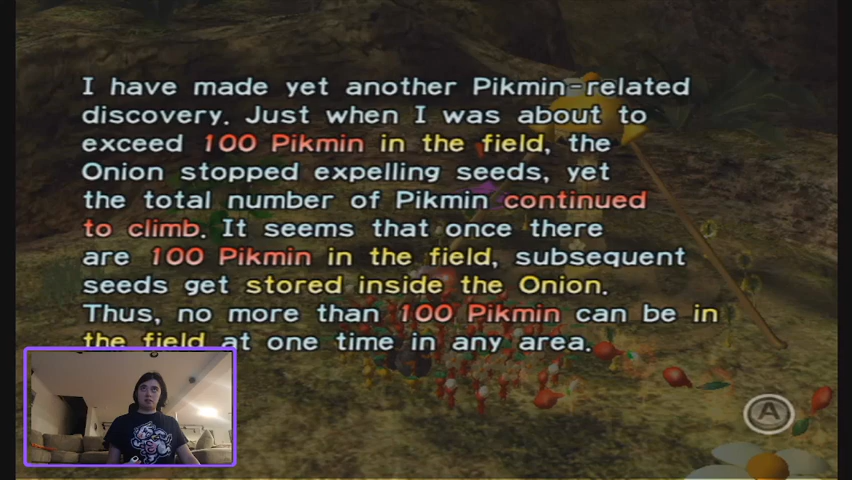 I have made yet another Pikmin-related
discovery. Just when I was about to
exceed 100 Pikmin in the field, the
Onion stopped expelling seeds, yet
the total number of Pikmin continued
to climb. It seems that once there
are 100 Pikmin in the field, subsequent
seeds get stored inside the Onion.
Thus, no more than 100 Pikmin can be in
the field at one time in any area.
A